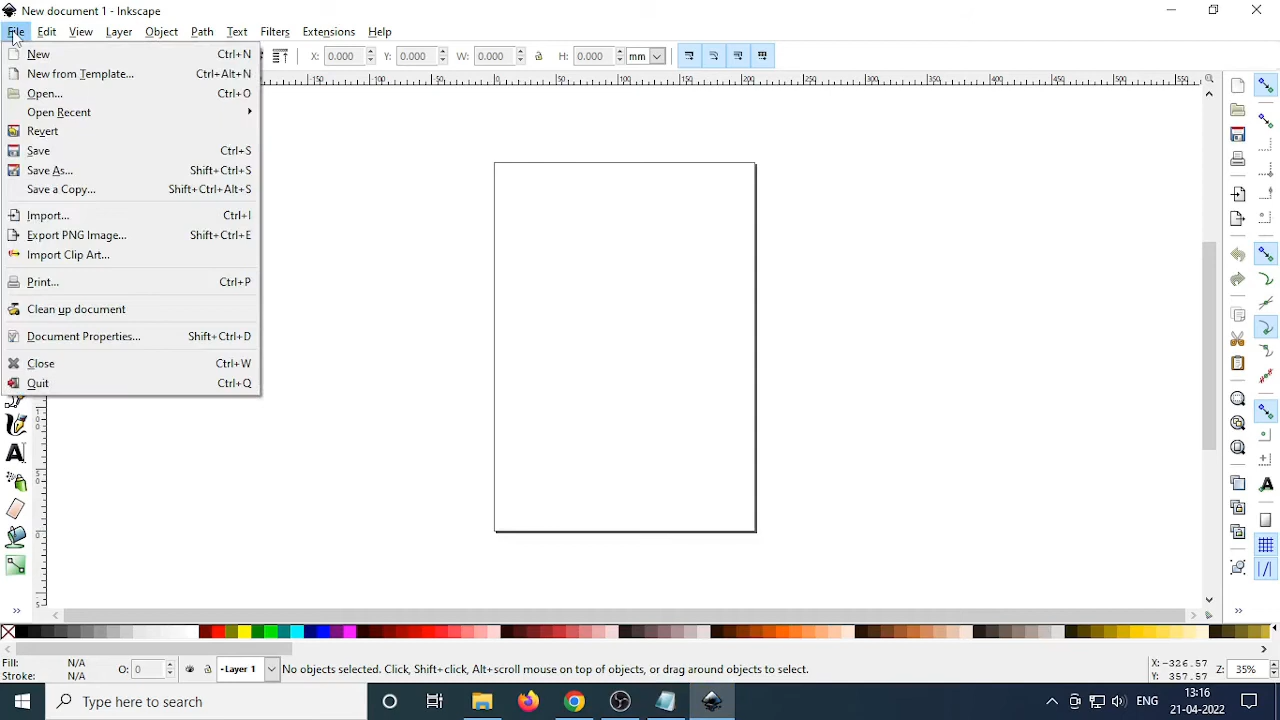 New document 1 - Inkscape
File Edit View Layer Object Path Text Filters Extensions Help
X: 0.000 Y: 0.000 W: 0.000 H: 0.000 mm
New Ctrl+N
New from Template... Ctrl+Alt+N
Open... Ctrl+O
Open Recent
Revert
Save Ctrl+S
Save As... Shift+Ctrl+S
Save a Copy... Shift+Ctrl+Alt+S
Import... Ctrl+I
Export PNG Image... Shift+Ctrl+E
Import Clip Art...
Print... Ctrl+P
Clean up document
Document Properties... Shift+Ctrl+D
Close Ctrl+W
Quit Ctrl+Q
Fill: N/A O: 0 Layer 1 No objects selected. Click, Shift+click, Alt+scroll mouse on top of objects, or drag around objects to select. X: -326.57 Z: 35%
Stroke: N/A Y: 357.57
Type here to search ENG 13:16
21-04-2022